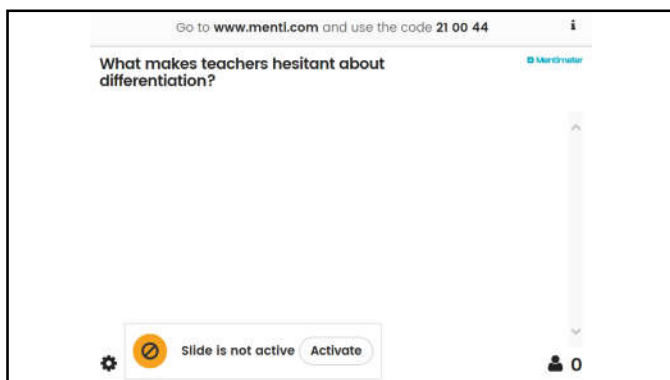 Go to www.menti.com and use the code 21 00 44
i
What makes teachers hesitant about
differentiation?
Mentimeter
Slide is not active
Activate
0